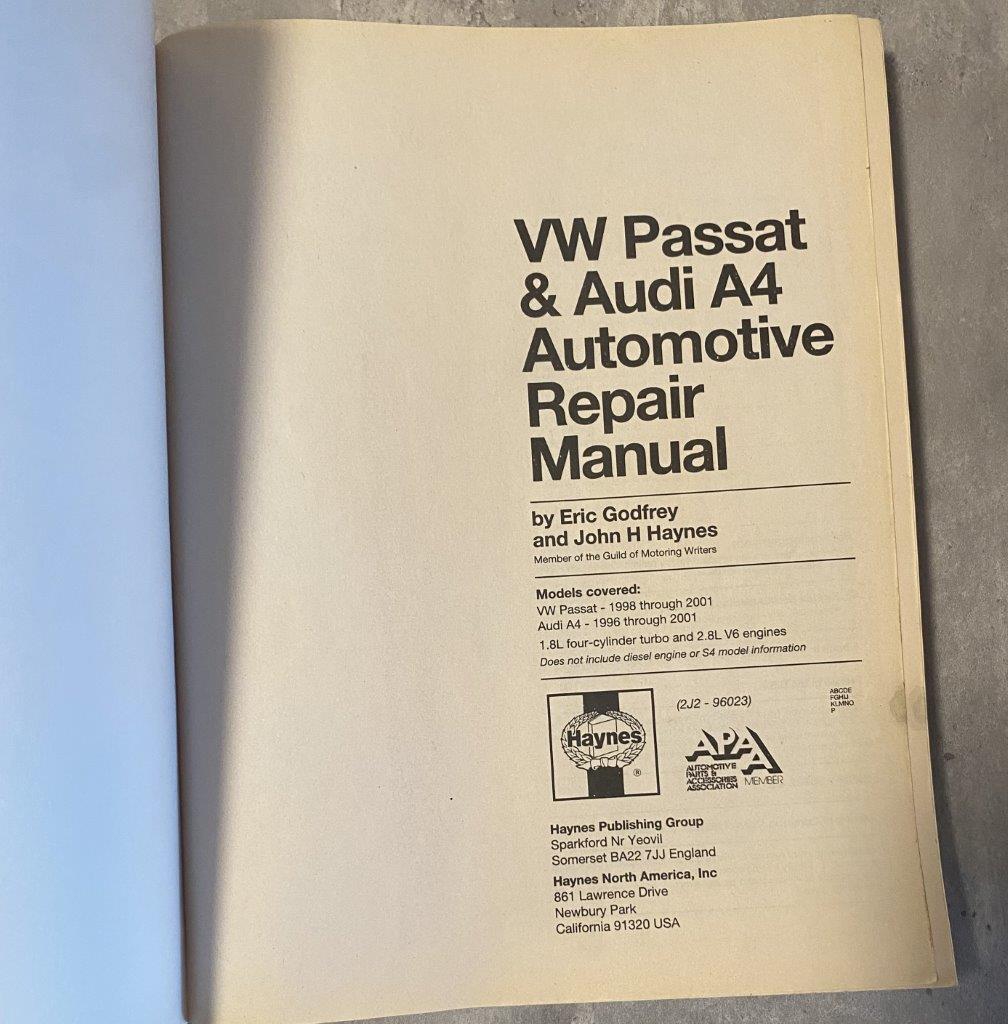 VW Passat
& Audi A4
Automotive
Repair
Manual
by Eric Godfrey
and John H Haynes
Member of the Guild of Motoring Writers
Models covered:
VW Passat - 1998 through 2001
Audi A4 - 1996 through 2001
1.8L four-cylinder turbo and 2.8L V6 engines
Does not include diesel engine or S4 model information
Haynes
®
(2J2 - 96023)
ABCDE
FGHIJ
KLMNO
P
APAA
AUTOMOTIVE
PARTS &
ACCESSORIES
ASSOCIATION MEMBER
Haynes Publishing Group
Sparkford Nr Yeovil
Somerset BA22 7JJ England
Haynes North America, Inc
861 Lawrence Drive
Newbury Park
California 91320 USA